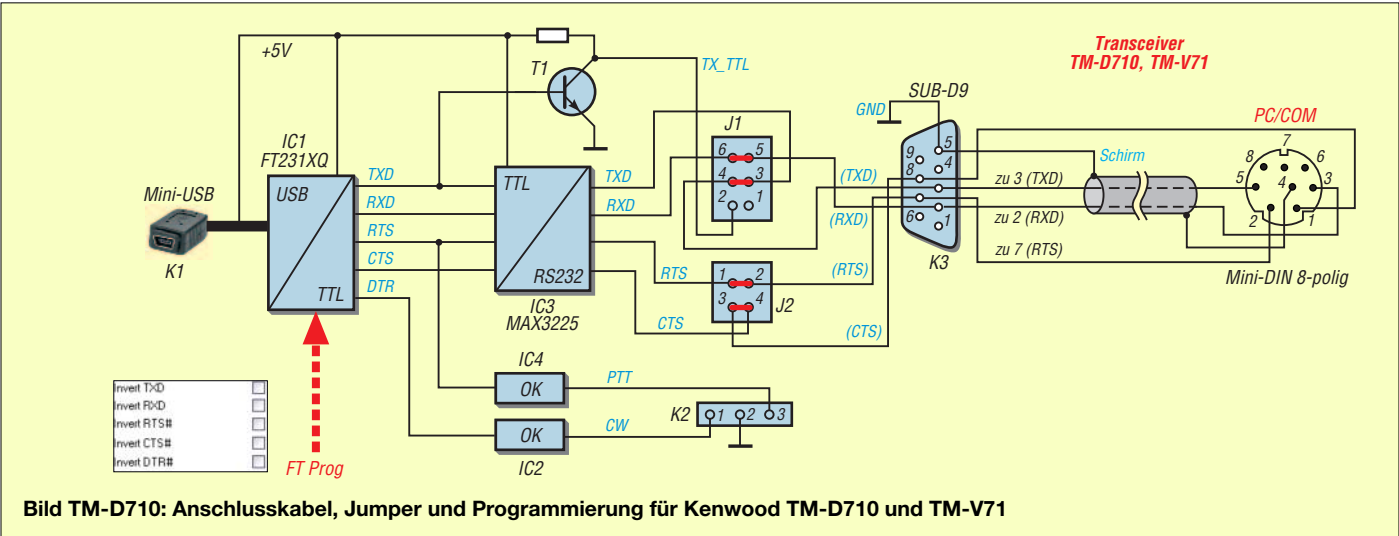 +5V
T1
TX_TTL
Transceiver
TM-D710, TM-V71
SUB-D9
GND
PC/COM
J1
IC1
FT231XQ
Mini-USB
K1
USB
TTL
TXD
RXD
RTS
CTS
DTR
TTL
RS232
IC3
MAX3225
TXD
RXD
RTS
CTS
6 5
4 3
2 1
1 2
3 4
J2
(TXD)
(RXD)
(RTS)
(CTS)
9 5
8 4
6 1
K3
Schirm
zu 3 (TXD)
zu 2 (RXD)
zu 7 (RTS)
7
8 6
5 4 3
2 1
Mini-DIN 8-polig
IC4
OK
PTT
OK
IC2
CW
K2
1 2 3
Invert TXD
Invert RXD
Invert RTS#
Invert CTS#
Invert DTR#
FT Prog
Bild TM-D710: Anschlusskabel, Jumper und Programmierung für Kenwood TM-D710 und TM-V71